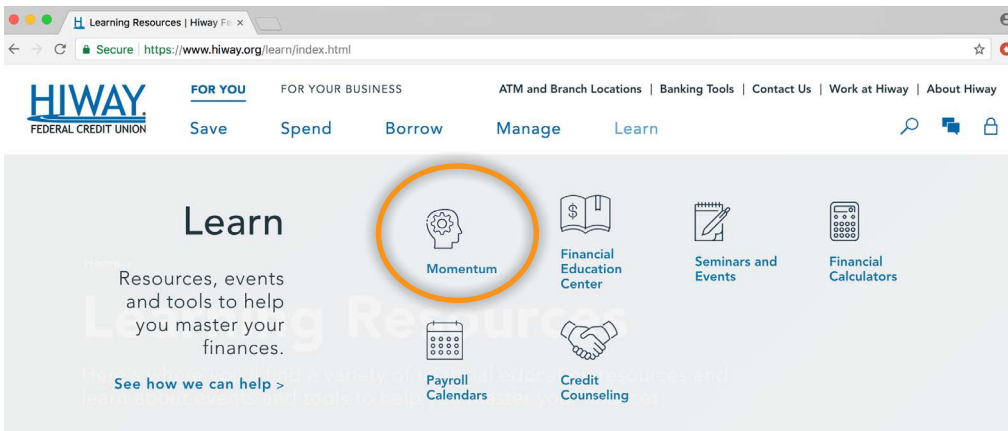 Learning Resources | Hiway Fe
Secure | https://www.hiway.org/learn/index.html
HIWAY.
FEDERAL CREDIT UNION
FOR YOU
FOR YOUR BUSINESS
ATM and Branch Locations | Banking Tools | Contact Us | Work at Hiway | About Hiway
Save
Spend
Borrow
Manage
Learn
Learn
Resources, events
and tools to help
you master your
finances.
See how we can help >
Momentum
Financial
Education
Center
Seminars and
Events
Financial
Calculators
Payroll
Calendars
Credit
Counseling
Home
Learning Resources